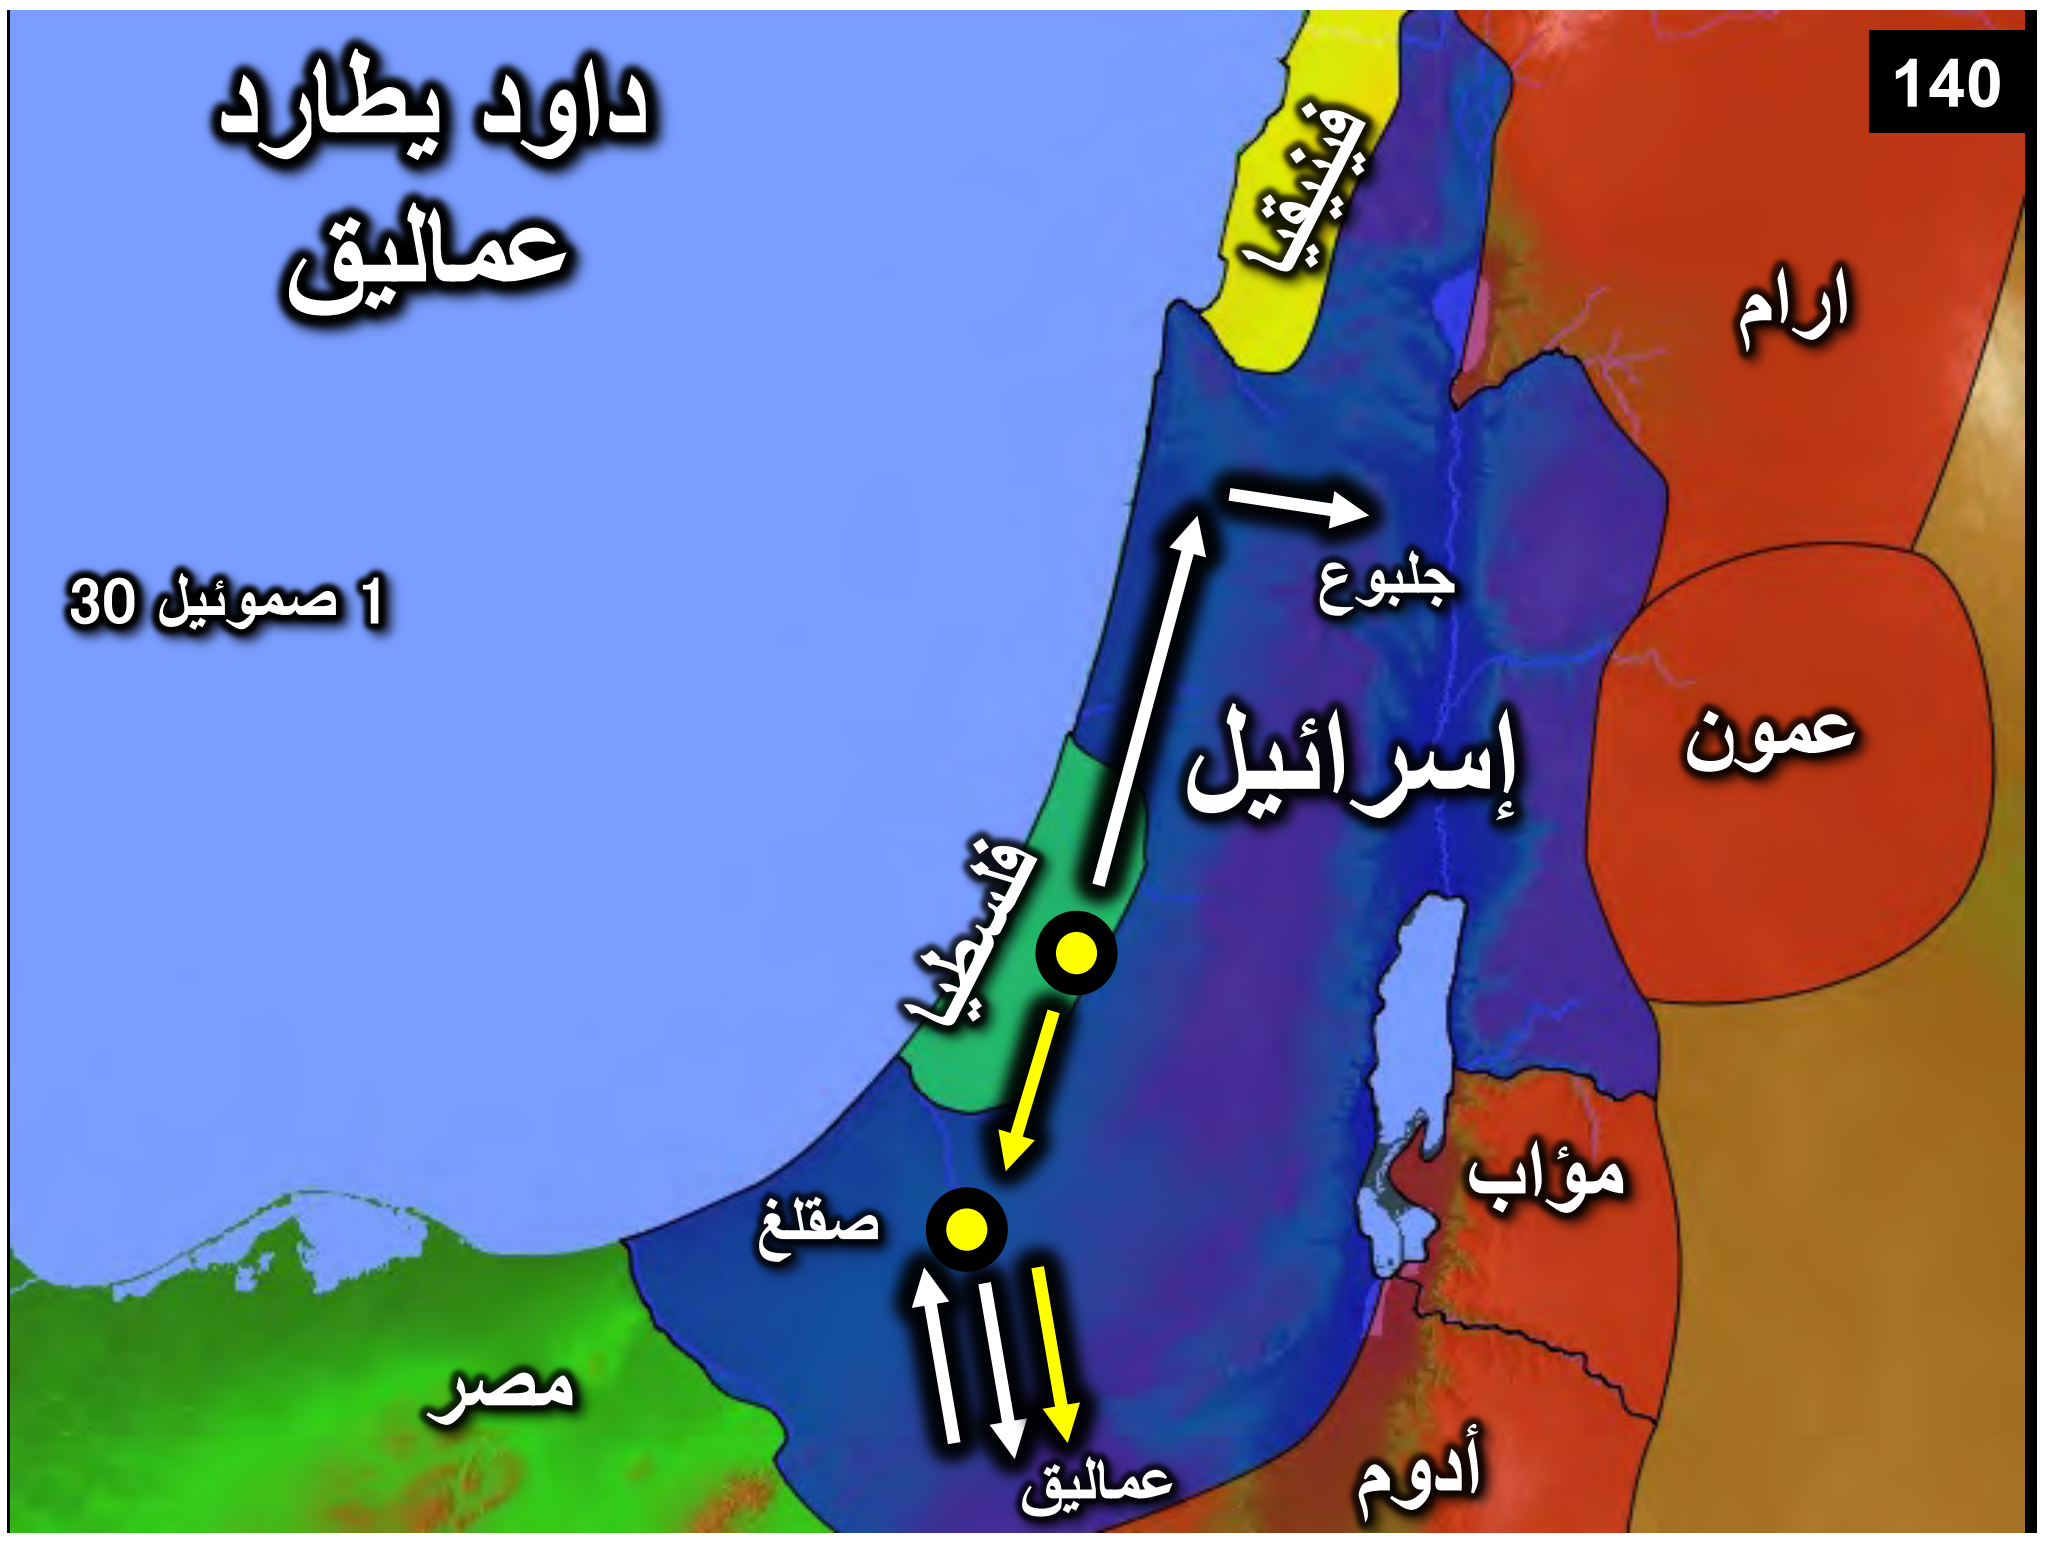 140
داود يطارد
عماليق
فينيقيا
ارام
جلبوع
1 صموئيل 30
إسرائيل
عمون
فلسطيا
مؤاب
صقلغ
مصر
أدوم
عماليق